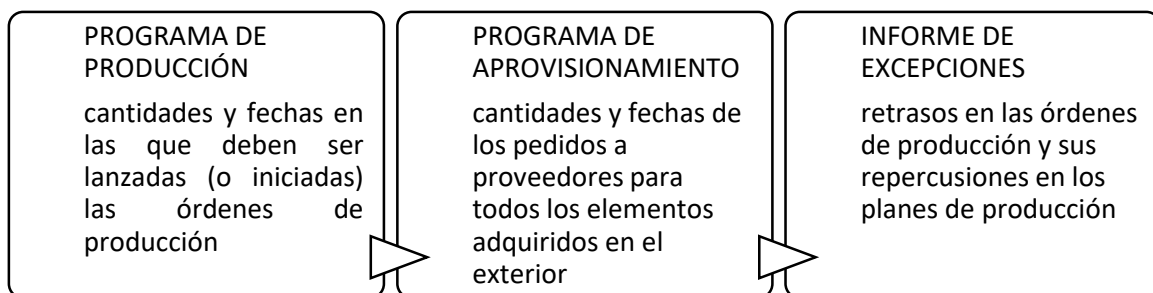 PROGRAMA DE
PRODUCCIÓN
cantidades y fechas en
las que deben ser
lanzadas (o iniciadas)
las órdenes de
producción
PROGRAMA DE
APROVISIONAMIENTO
cantidades y fechas de
los pedidos a
proveedores para
todos los elementos
adquiridos en el
exterior
INFORME DE
EXCEPCIONES
retrasos en las órdenes
de producción y sus
repercusiones en los
planes de producción